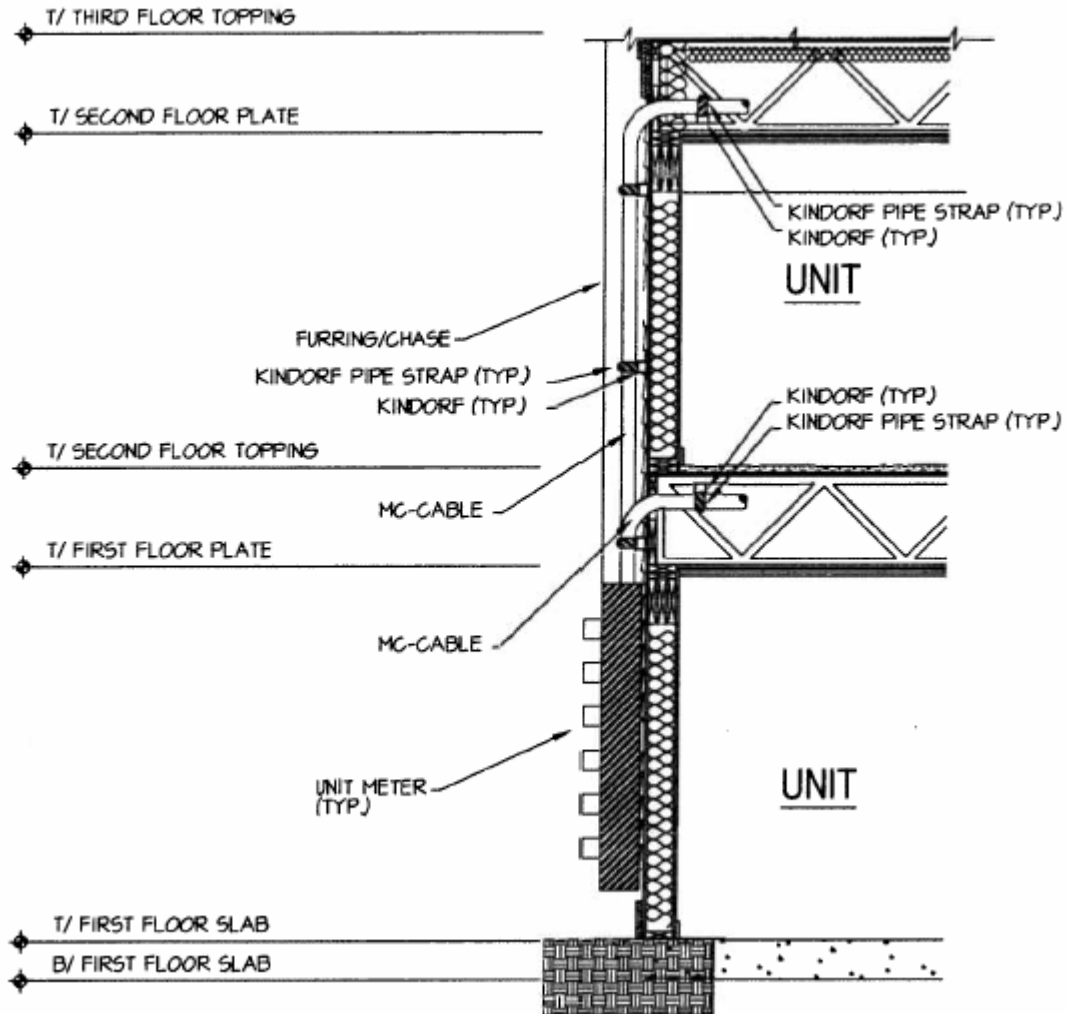 T/ THIRD FLOOR TOPPING
T/ SECOND FLOOR PLATE
KINDORF PIPE STRAP (TYP.)
KINDORF (TYP.)
UNIT
FURRING/CHASE
KINDORF PIPE STRAP (TYP.)
KINDORF (TYP.)
KINDORF (TYP.)
KINDORF PIPE STRAP (TYP.)
T/ SECOND FLOOR TOPPING
MC-CABLE
T/ FIRST FLOOR PLATE
MC-CABLE
UNIT METER
(TYP.)
UNIT
T/ FIRST FLOOR SLAB
B/ FIRST FLOOR SLAB